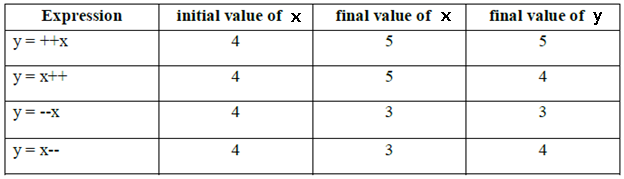 Expression initial value of x final value of x final value of y
y = ++x 4 5 5
y = x++ 4 5 4
y = --x 4 3 3
y = x-- 4 3 4